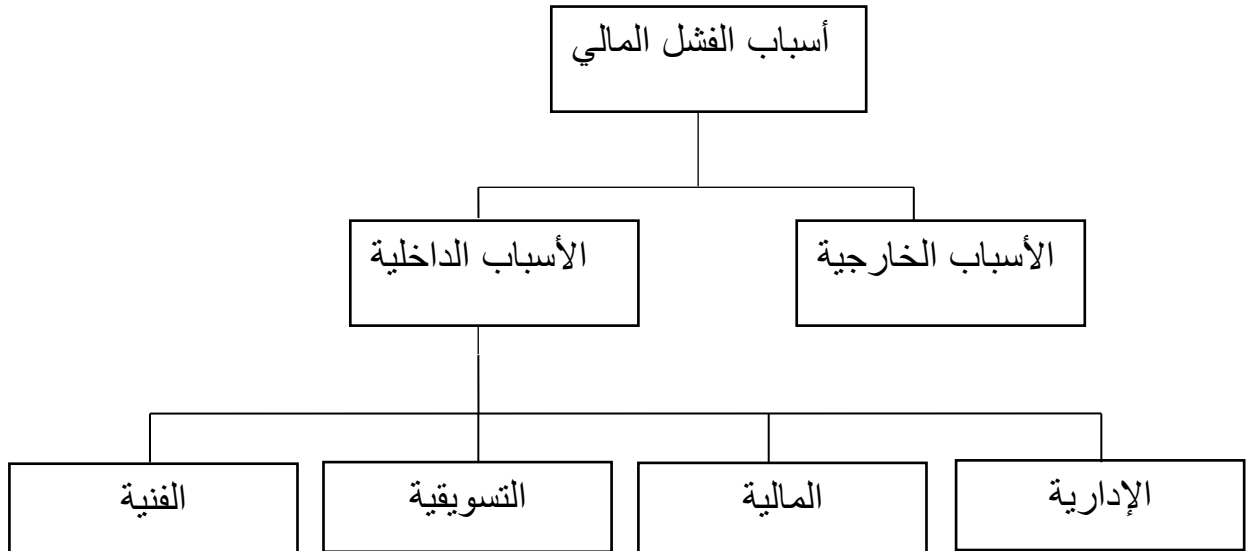 أسباب الفشل المالي
الأسباب الخارجية
الأسباب الداخلية
الإدارية
المالية
التسويقية
الفنية